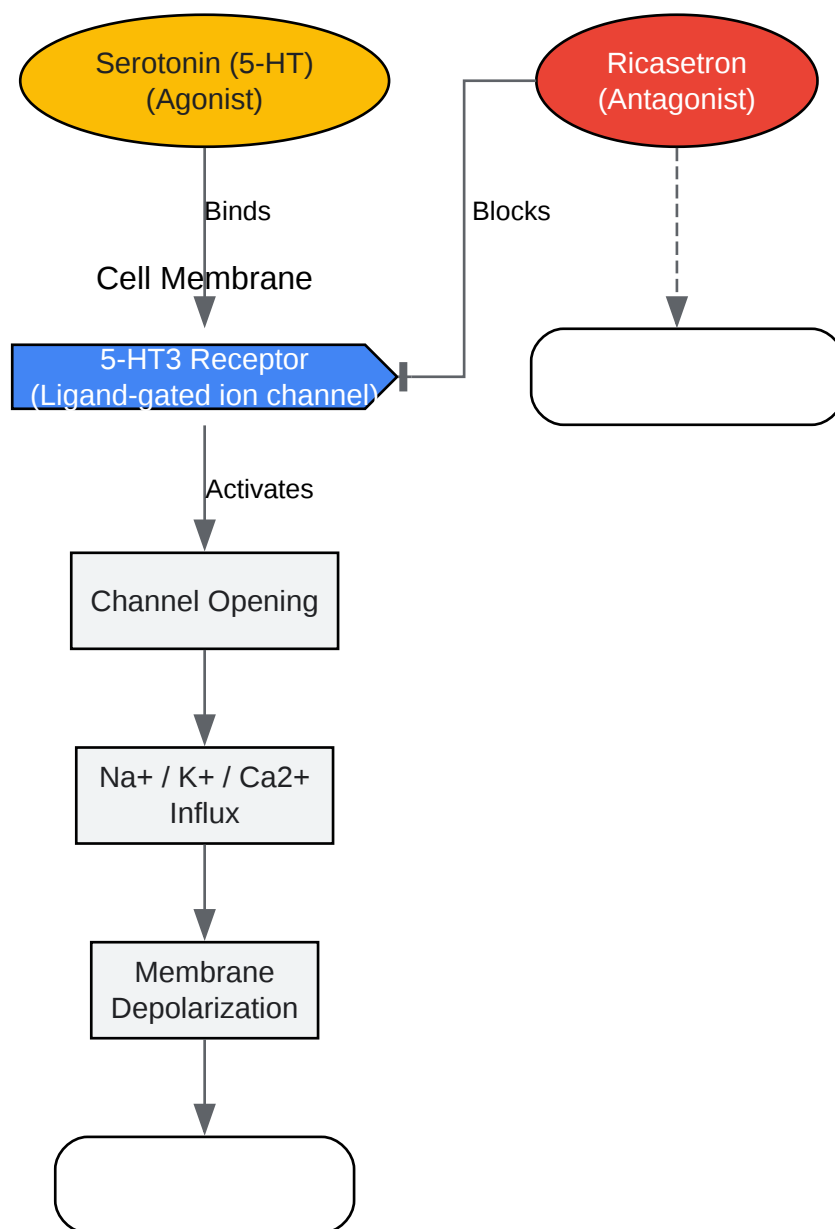 Serotonin (5-HT)
(Agonist)
Ricasetron
(Antagonist)
Binds
Blocks
Cell Membrane
5-HT3 Receptor
(Ligand-gated ion channel)
Activates
Channel Opening
Na+ / K+ / Ca2+
Influx
Membrane
Depolarization